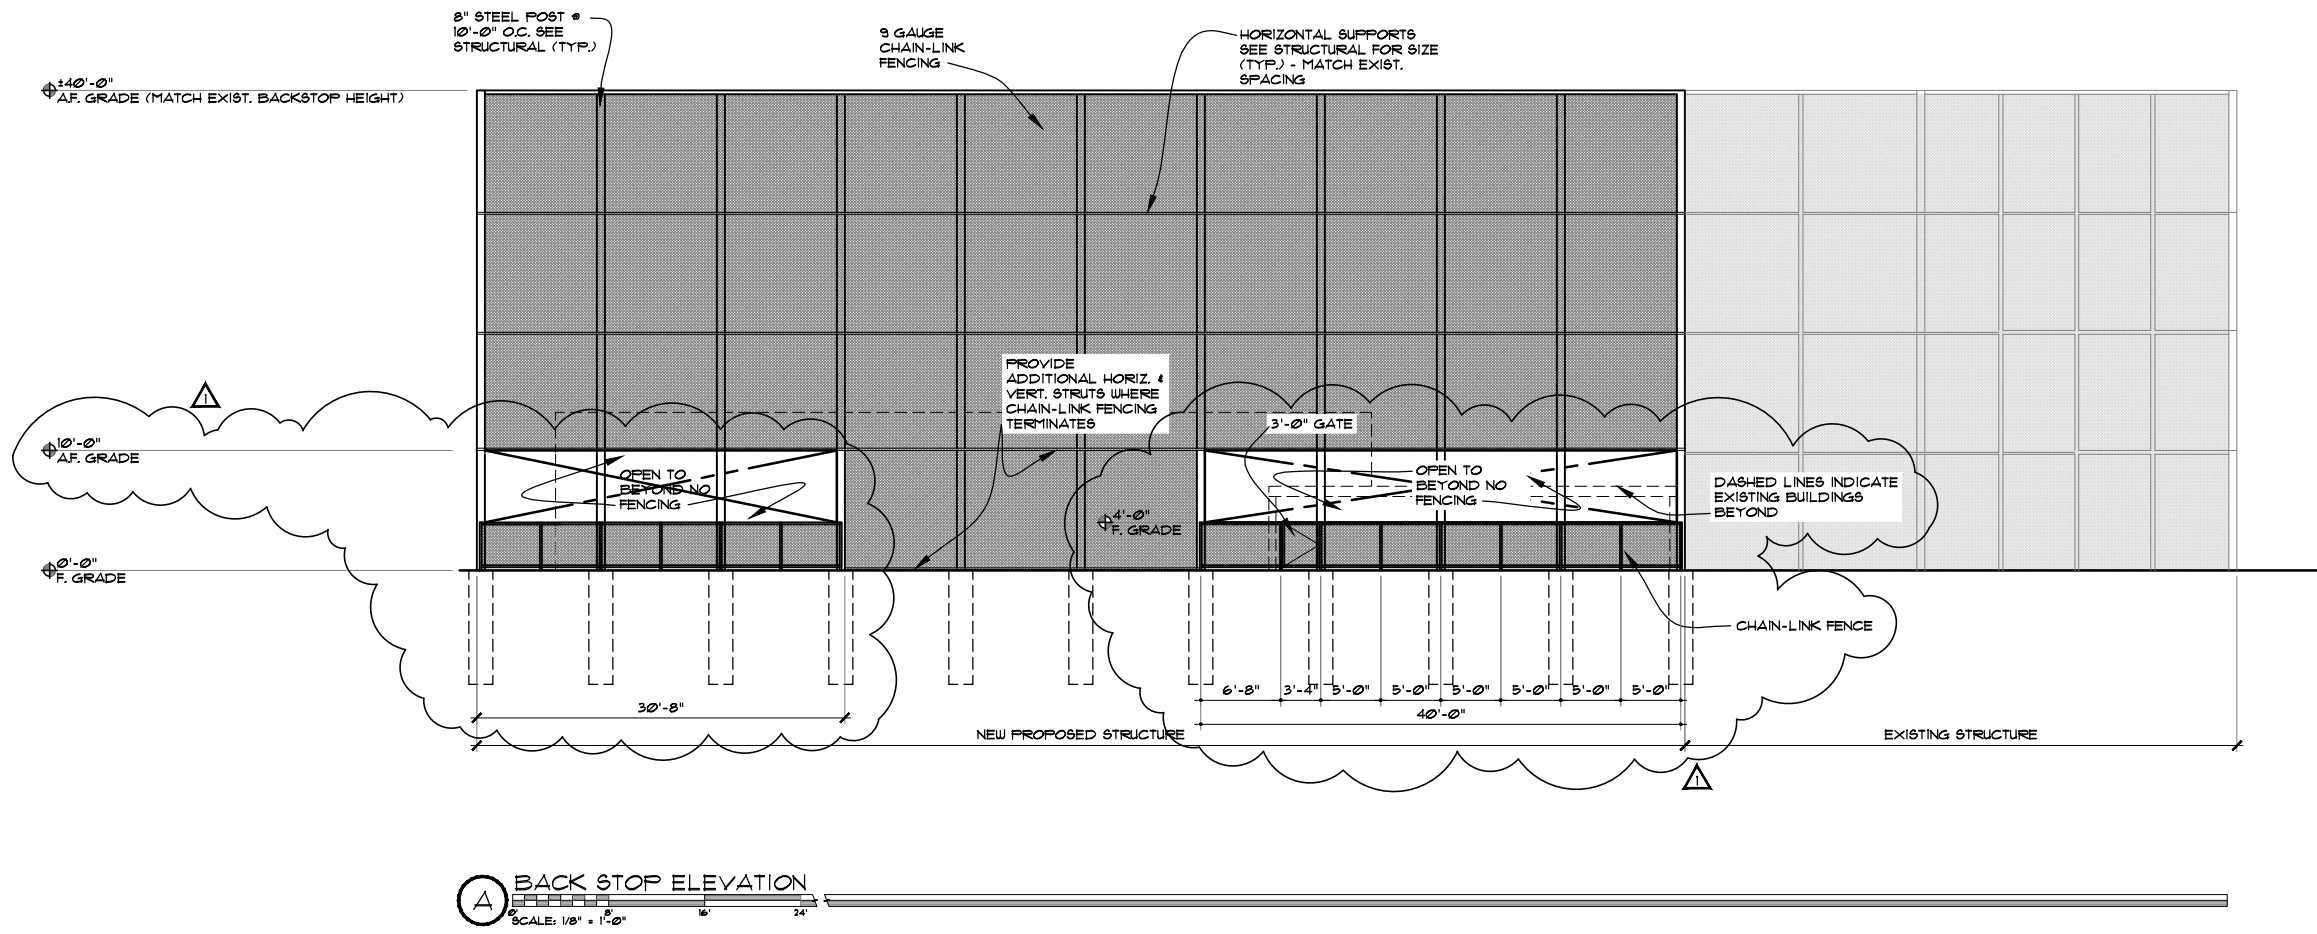 8" STEEL POST @
10'-0" O.C. SEE
STRUCTURAL (TYP.)
9 GAUGE
CHAIN-LINK
FENCING
HORIZONTAL SUPPORTS
SEE STRUCTURAL FOR SIZE
(TYP.) - MATCH EXIST.
SPACING
±40'-0"
A.F. GRADE (MATCH EXIST. BACKSTOP HEIGHT)
PROVIDE
ADDITIONAL HORIZ. &
VERT. STRUTS WHERE
CHAIN-LINK FENCING
TERMINATES
1
3'-0" GATE
10'-0"
A.F. GRADE
OPEN TO
BEYOND NO
FENCING
OPEN TO
BEYOND NO
FENCING
DASHED LINES INDICATE
EXISTING BUILDINGS
BEYOND
4'-0"
F. GRADE
0'-0"
F. GRADE
CHAIN-LINK FENCE
6'-8" 3'-4" 5'-0" 5'-0" 5'-0" 5'-0" 5'-0" 5'-0"
30'-8"
40'-0"
NEW PROPOSED STRUCTURE
EXISTING STRUCTURE
1
A
BACK STOP ELEVATION
0' 8' 16' 24'
SCALE: 1/8" = 1'-0"